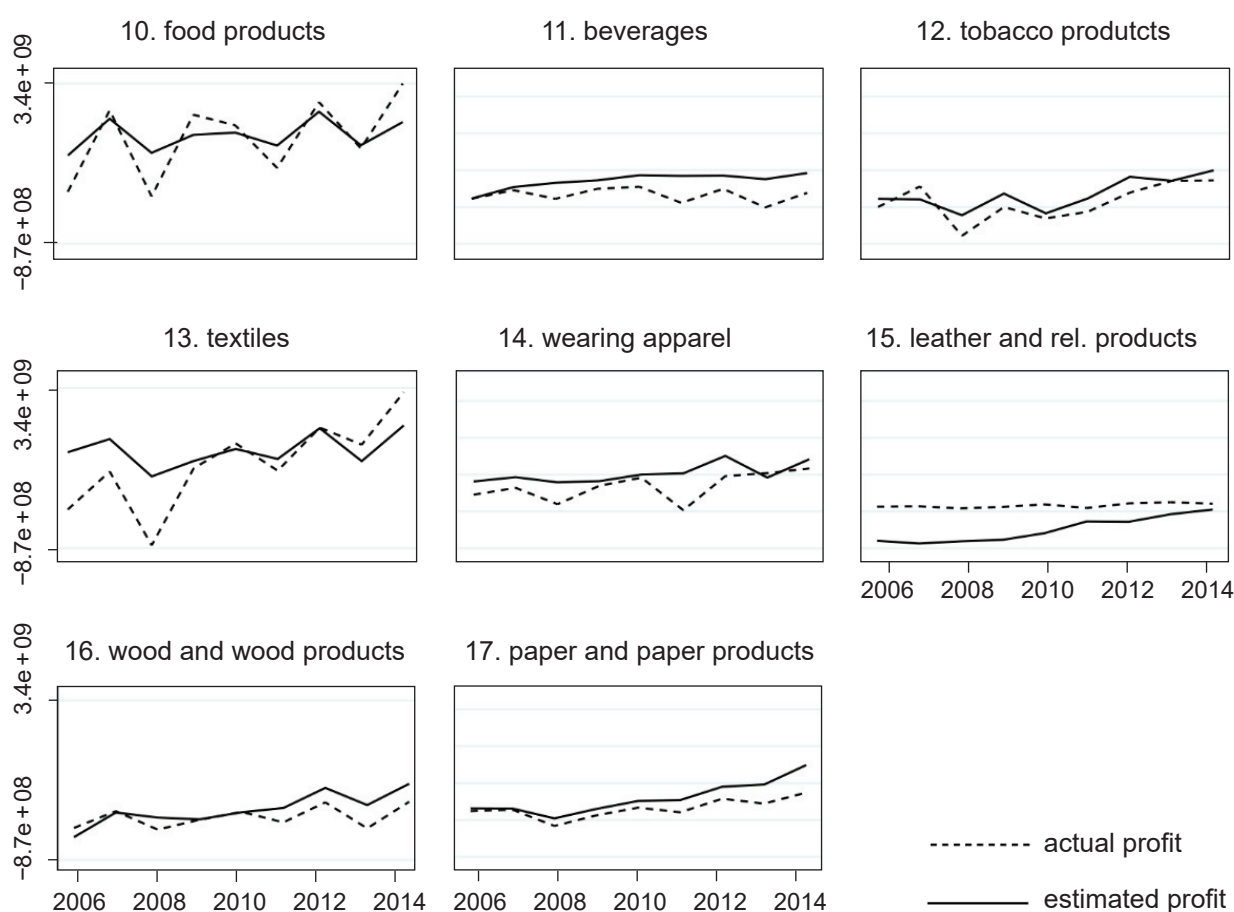 10. food products
11. beverages
12. tobacco produtcts
3.4e + 09
−8.7e + 08
13. textiles
14. wearing apparel
15. leather and rel. products
3.4e + 09
−8.7e + 08
2006 2008 2010 2012 2014
16. wood and wood products
17. paper and paper products
3.4e + 09
−8.7e + 08
actual profit
estimated profit
2006 2008 2010 2012 2014
2006 2008 2010 2012 2014